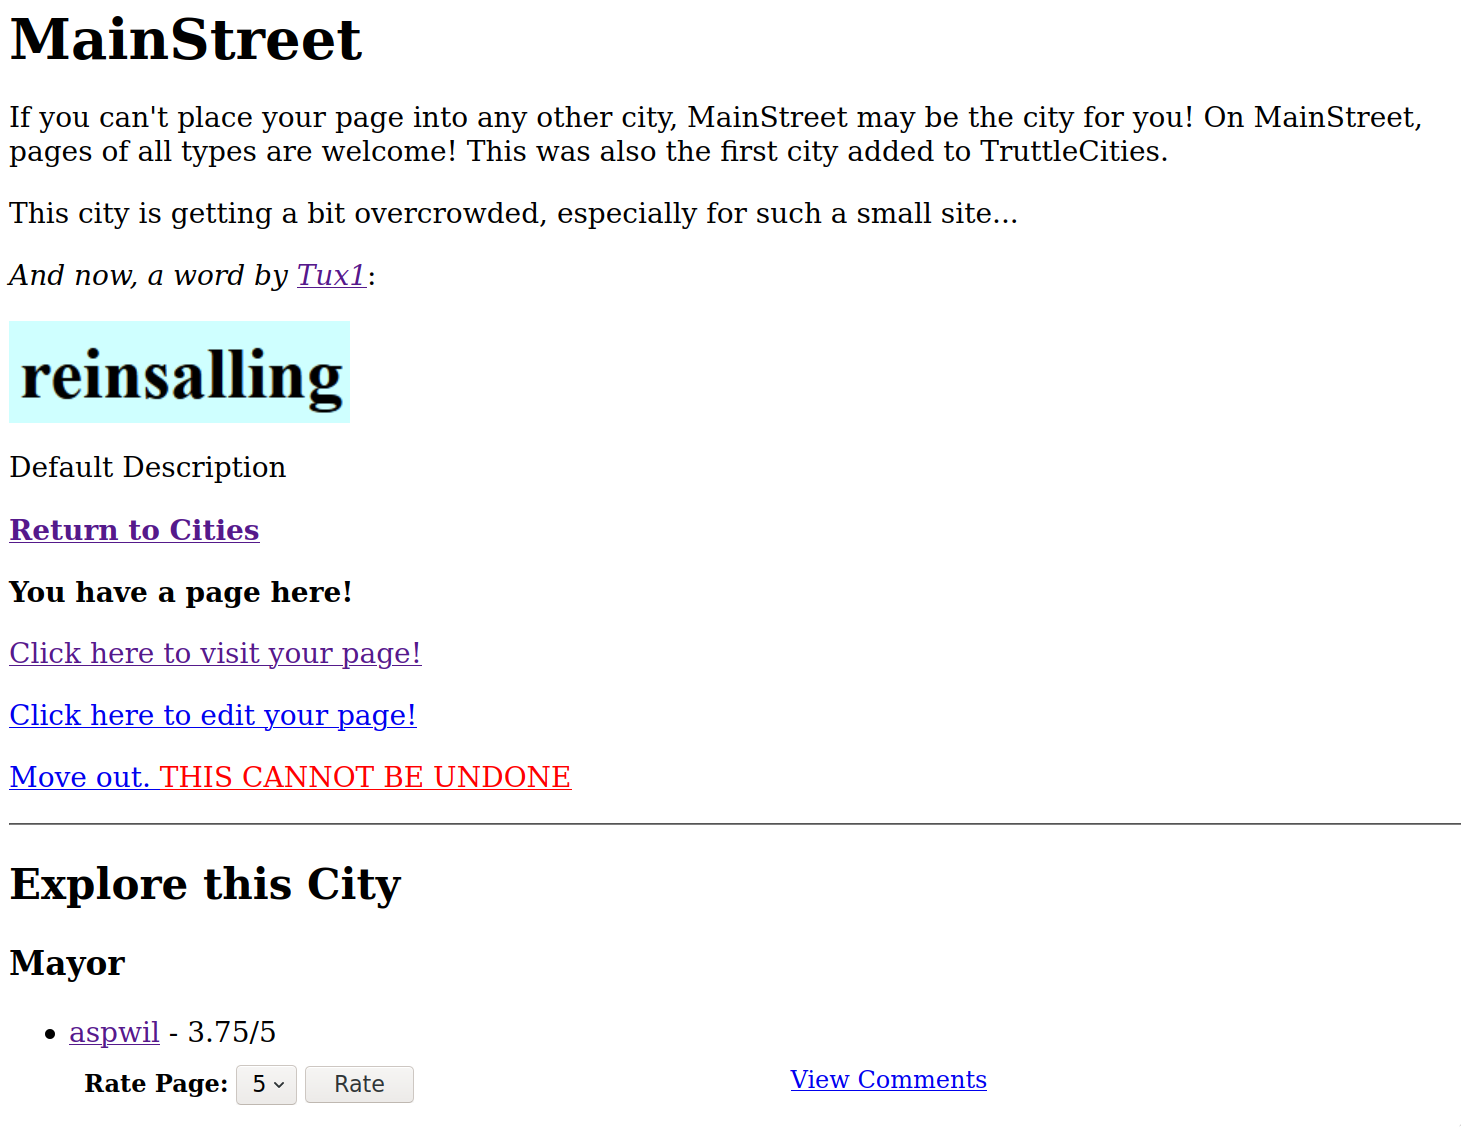 MainStreet
If you can't place your page into any other city, MainStreet may be the city for you! On MainStreet,
pages of all types are welcome! This was also the first city added to TruttleCities.
This city is getting a bit overcrowded, especially for such a small site...
And now, a word by Tux1:
reinsalling
Default Description
Return to Cities
You have a page here!
Click here to visit your page!
Click here to edit your page!
Move out. THIS CANNOT BE UNDONE
Explore this City
Mayor
aspwil - 3.75/5
Rate Page: 5 Rate View Comments